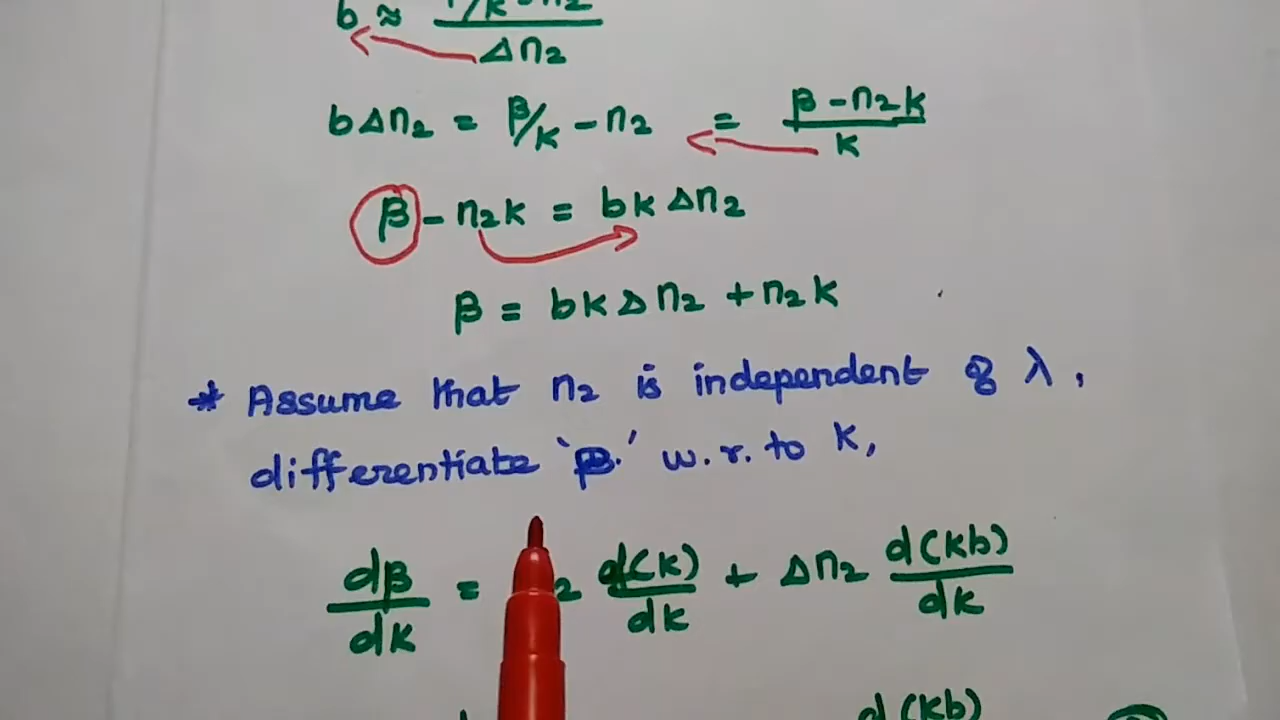 b ≈ β/k - n2 / Δn2
bΔn2 = β/k - n2 = β - n2k / k
β - n2k = bkΔn2
β = bkΔn2 + n2k
* Assume that n2 is independent of λ,
differentiate 'β' w.r. to k,
dβ/dk = 2 d(k)/dk + Δn2 d(kb)/dk
d(kb)